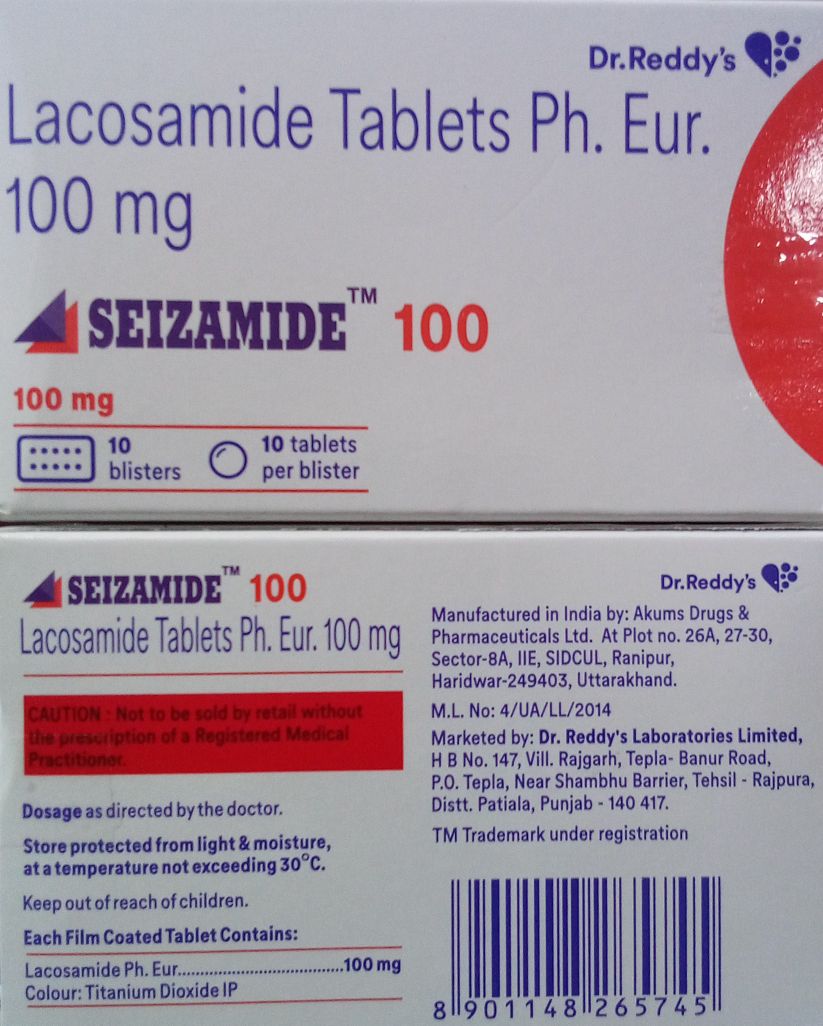 Dr.Reddy's
Lacosamide Tablets Ph. Eur.
100 mg
SEIZAMIDE™ 100
100 mg
10 blisters
10 tablets per blister
SEIZAMIDE™ 100
Lacosamide Tablets Ph. Eur. 100 mg
CAUTION : Not to be sold by retail without
the prescription of a Registered Medical
Practitioner.
Dosage as directed by the doctor.
Store protected from light & moisture,
at a temperature not exceeding 30°C.
Keep out of reach of children.
Each Film Coated Tablet Contains:
Lacosamide Ph. Eur......................................100 mg
Colour: Titanium Dioxide IP
Dr.Reddy's
Manufactured in India by: Akums Drugs &
Pharmaceuticals Ltd. At Plot no. 26A, 27-30,
Sector-8A, IIE, SIDCUL, Ranipur,
Haridwar-249403, Uttarakhand.
M.L. No: 4/UA/LL/2014
Marketed by: Dr. Reddy's Laboratories Limited,
H B No. 147, Vill. Rajgarh, Tepla- Banur Road,
P.O. Tepla, Near Shambhu Barrier, Tehsil - Rajpura,
Distt. Patiala, Punjab - 140 417.
TM Trademark under registration
8 901148 265745